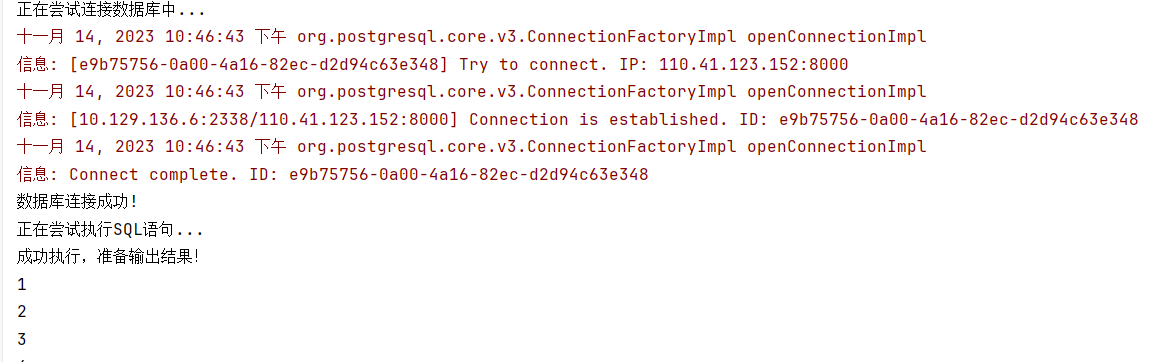 正在尝试连接数据库中...
十一月 14, 2023 10:46:43 下午 org.postgresql.core.v3.ConnectionFactoryImpl openConnectionImpl
信息: [e9b75756-0a00-4a16-82ec-d2d94c63e348] Try to connect. IP: 110.41.123.152:8000
十一月 14, 2023 10:46:43 下午 org.postgresql.core.v3.ConnectionFactoryImpl openConnectionImpl
信息: [10.129.136.6:2338/110.41.123.152:8000] Connection is established. ID: e9b75756-0a00-4a16-82ec-d2d94c63e348
十一月 14, 2023 10:46:43 下午 org.postgresql.core.v3.ConnectionFactoryImpl openConnectionImpl
信息: Connect complete. ID: e9b75756-0a00-4a16-82ec-d2d94c63e348
数据库连接成功!
正在尝试执行SQL语句...
成功执行，准备输出结果!
1
2
3